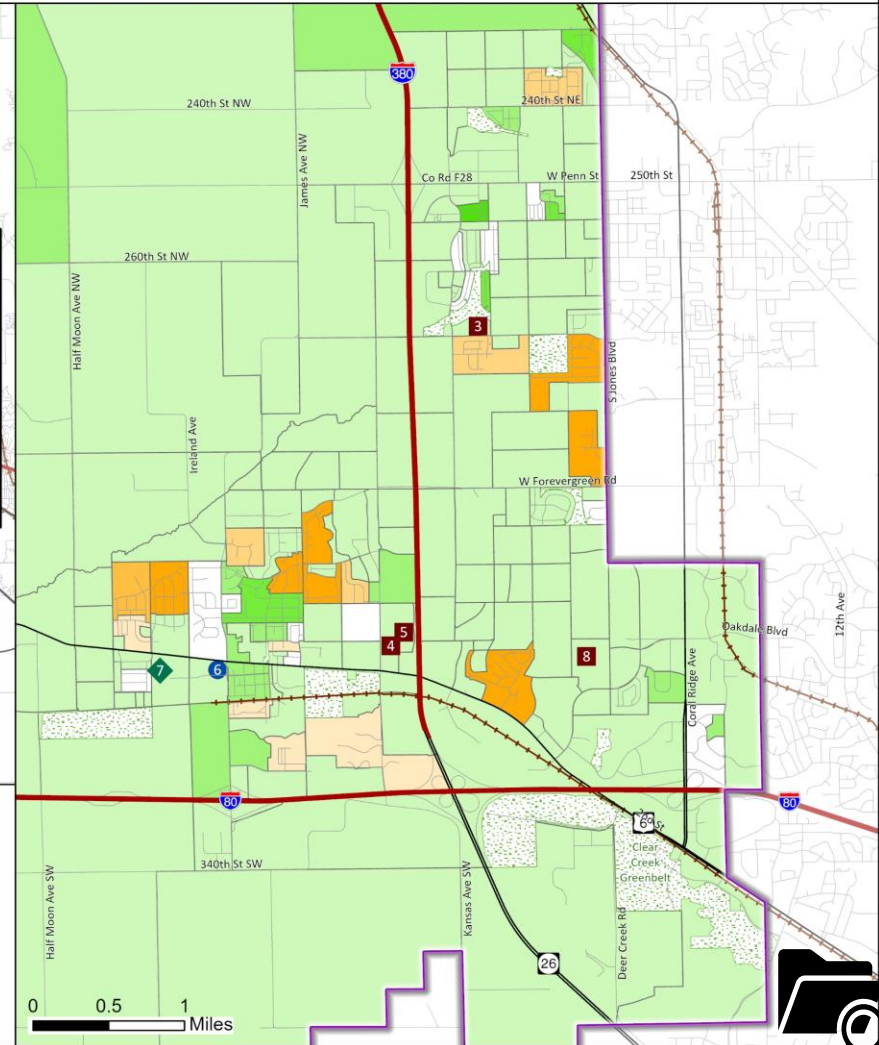 380
240th St NW
240th St NE
James Ave NW
Co Rd F28
W Penn St
250th St
260th St NW
Half Moon Ave NW
3
S Jones Blvd
Ireland Ave
W Forevergreen Rd
12th Ave
Oakdale Blvd
5
4
8
7
6
Coral Ridge Ave
80
80
6
Clear
Creek
Greenbelt
340th St SW
Half Moon Ave SW
Kansas Ave SW
Deer Creek Rd
26
0 0.5 1
Miles